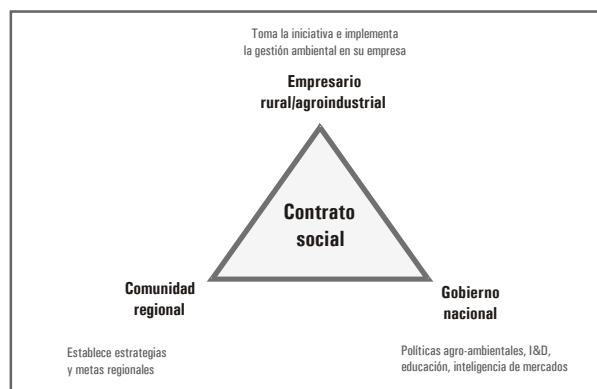 Toma la iniciativa e implementa
la gestión ambiental en su empresa
Empresario
rural/agroindustrial
Contrato
social
Comunidad
regional
Gobierno
nacional
Establece estrategias
y metas regionales
Políticas agro-ambientales, I&D,
educación, inteligencia de mercados